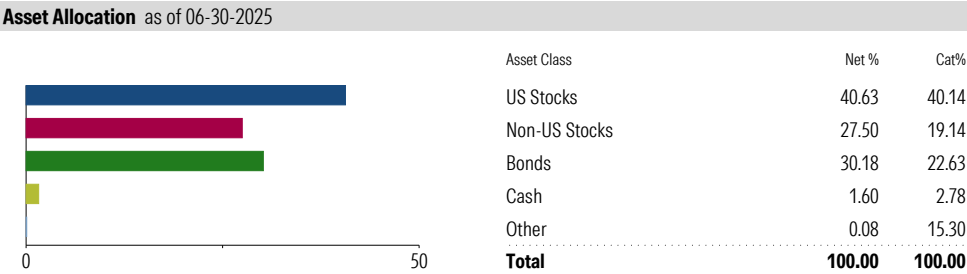 Asset Allocation as of 06-30-2025
Asset Class Net % Cat%
US Stocks 40.63 40.14
Non-US Stocks 27.50 19.14
Bonds 30.18 22.63
Cash 1.60 2.78
Other 0.08 15.30
Total 100.00 100.00
0 50